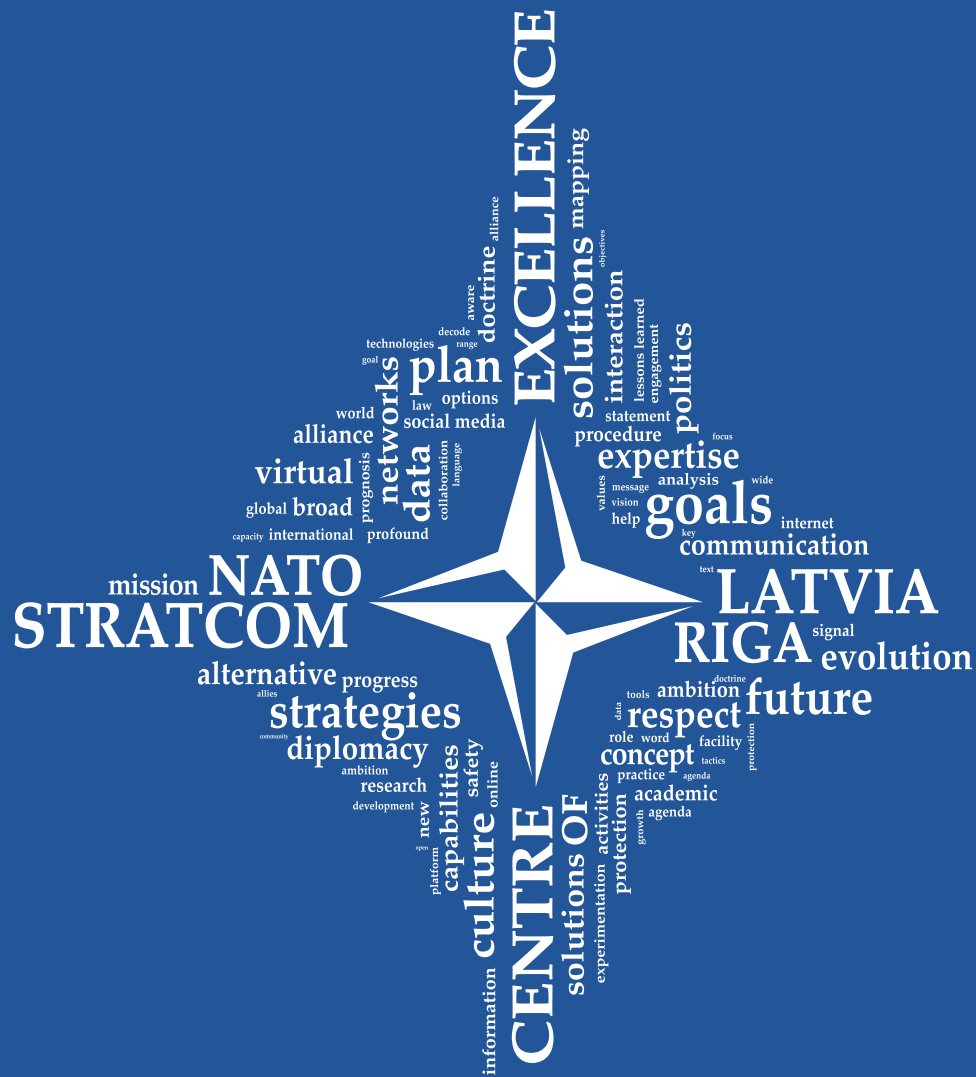 EXCELLENCE
mapping
solutions
alliance
objectives
doctrine
interaction
aware
lessons learned
engagement
politics
decode
technologies
range
goal
plan
networks
options
law
world
social media
statement
alliance
procedure
focus
data
collaboration
language
expertise
virtual
prognosis
values
analysis
wide
message
goals
vision
global broad
help
internet
key
capacity
international
profound
communication
text
mission
NATO
LATVIA
STRATCOM
RIGA
signal
evolution
alternative
progress
doctrine
tools
ambition
future
allies
strategies
data
respect
community
diplomacy
role
word
facility
protection
concept
tactics
ambition
safety
practice
agenda
research
online
capabilities
activities
academic
development
new
protection
growth
agenda
CENTRE
solutions OF
culture
open
platform
experimentation
information